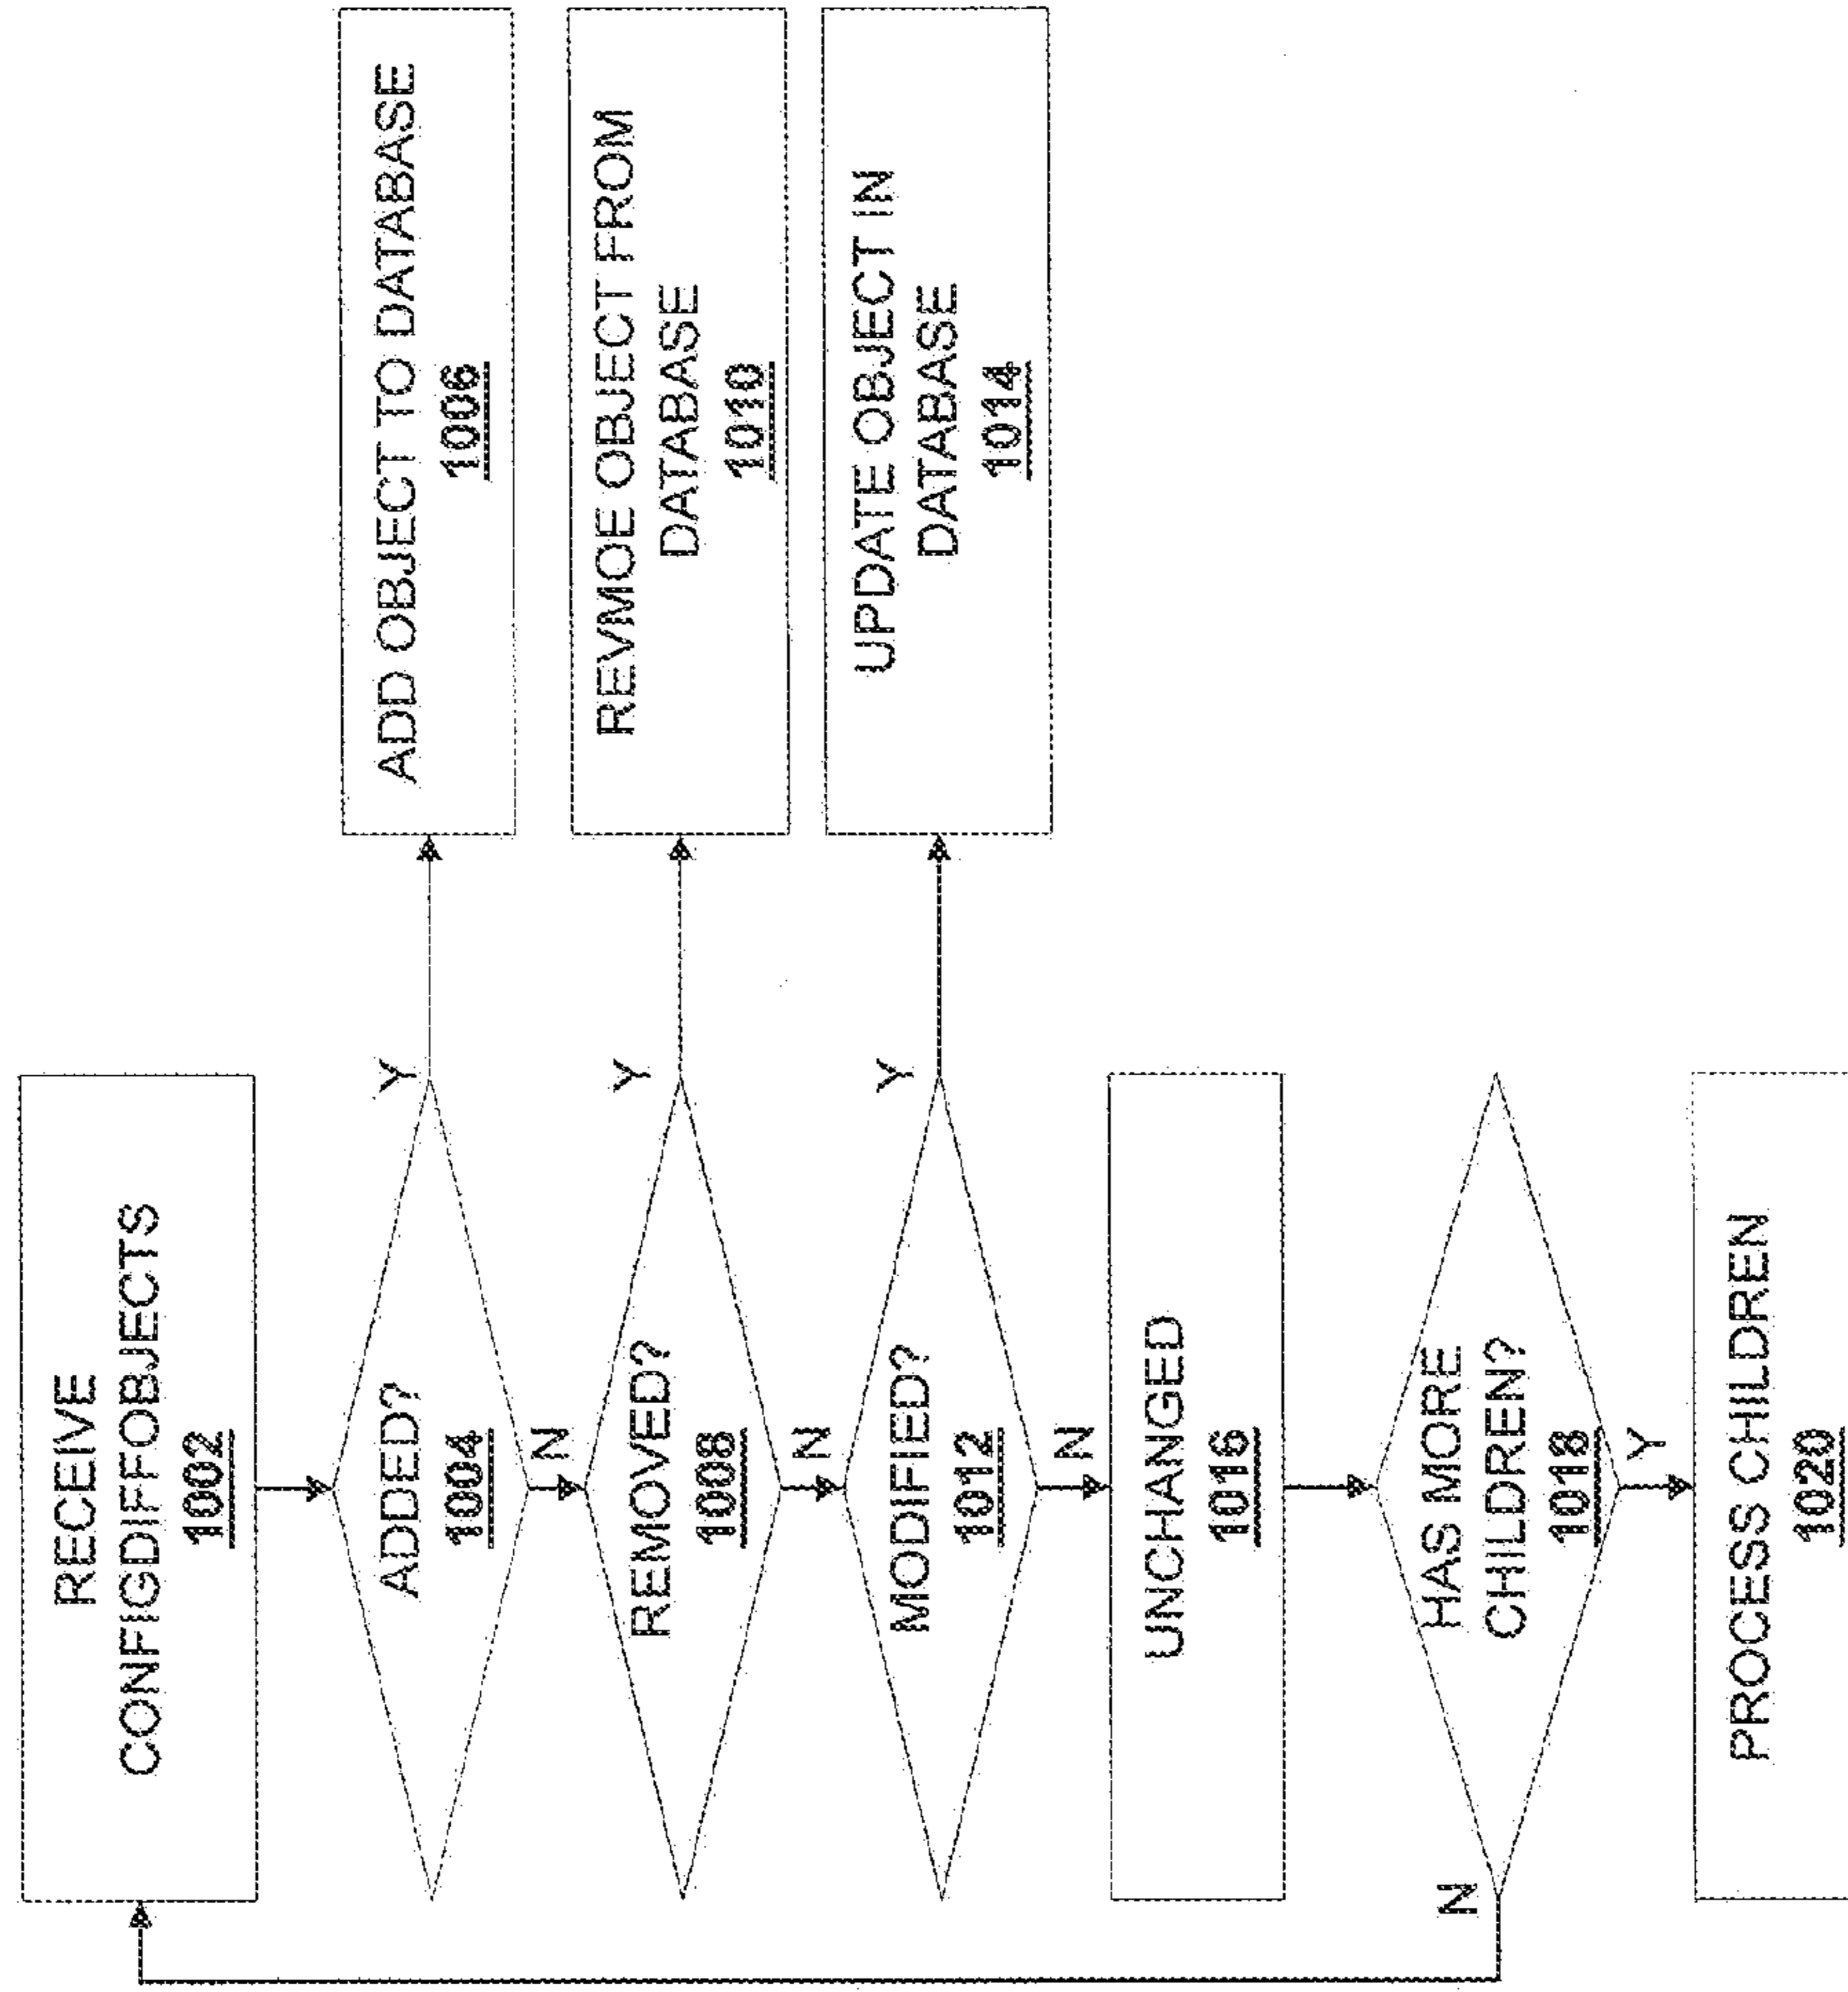 RECEIVE
CONFIGDIFFOBJECTS
1002
ADDED?
1004
Y
ADD OBJECT TO DATABASE
1006
N
REMOVED?
1008
Y
REVMOE OBJECT FROM
DATABASE
1010
N
MODIFIED?
1012
Y
UPDATE OBJECT IN
DATABASE
1014
N
UNCHANGED
1016
HAS MORE
CHILDREN?
1018
N
Y
PROCESS CHILDREN
1020